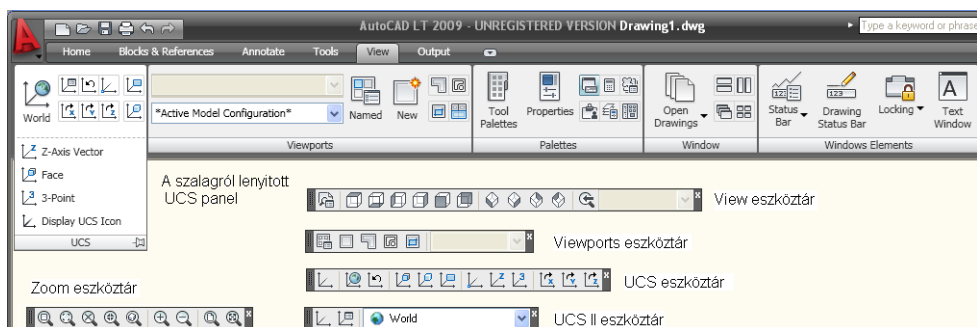 AutoCAD LT 2009 - UNREGISTERED VERSION Drawing1.dwg
Type a keyword or phrase
Home Blocks & References Annotate Tools View Output
World
*Active Model Configuration*
Named
New
Tool Palettes
Properties
Open Drawings
Status Bar
Drawing Status Bar
Locking
Text Window
Viewports
Palettes
Window
Windows Elements
Z-Axis Vector
Face
3-Point
Display UCS Icon
UCS
A szalagról lenyitott
UCS panel
View eszköztár
Viewports eszköztár
UCS eszköztár
Zoom eszköztár
World
UCS II eszköztár